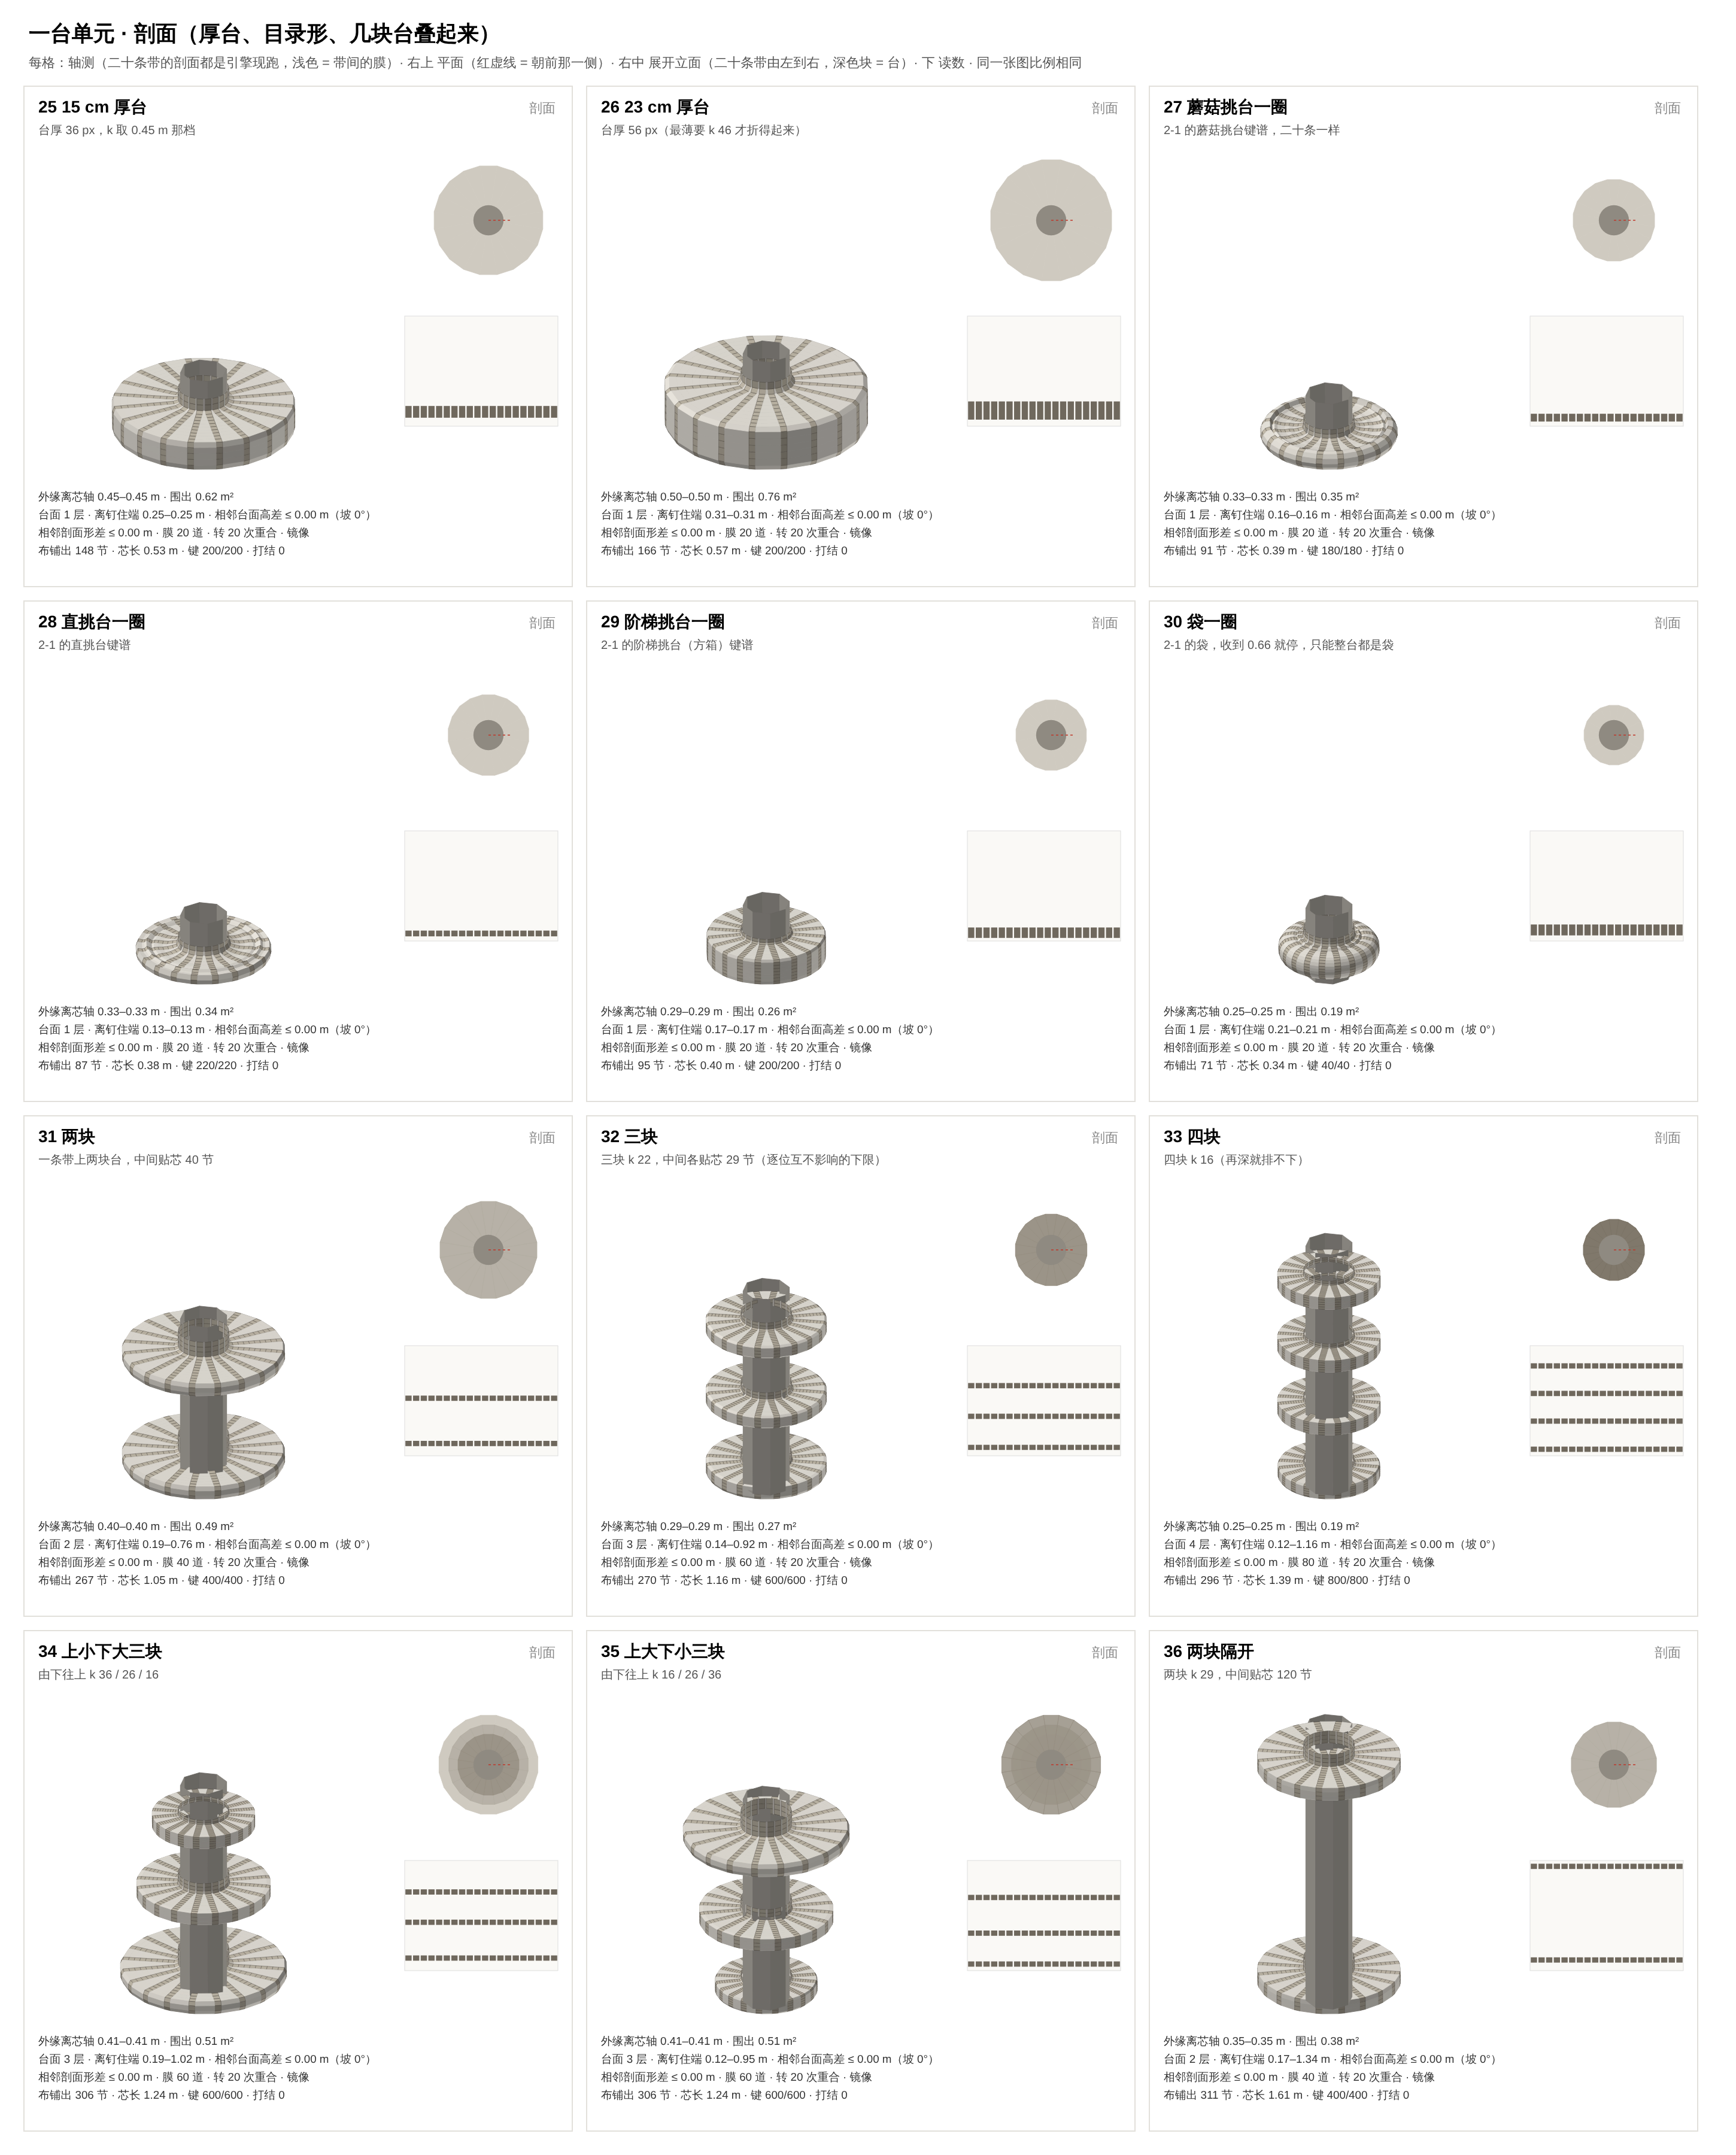 一台单元 · 剖面（厚台、目录形、几块台叠起来）
每格：轴测（二十条带的剖面都是引擎现跑，浅色 = 带间的膜）· 右上 平面（红虚线 = 朝前那一侧）· 右中 展开立面（二十条带由左到右，深色块 = 台）· 下 读数 · 同一张图比例相同
25 15 cm 厚台
剖面
台厚 36 px，k 取 0.45 m 那档
外缘离芯轴 0.45–0.45 m · 围出 0.62 m²
台面 1 层 · 离钉住端 0.25–0.25 m · 相邻台面高差 ≤ 0.00 m（坡 0°）
相邻剖面形差 ≤ 0.00 m · 膜 20 道 · 转 20 次重合 · 镜像
布铺出 148 节 · 芯长 0.53 m · 键 200/200 · 打结 0
26 23 cm 厚台
剖面
台厚 56 px（最薄要 k 46 才折得起来）
外缘离芯轴 0.50–0.50 m · 围出 0.76 m²
台面 1 层 · 离钉住端 0.31–0.31 m · 相邻台面高差 ≤ 0.00 m（坡 0°）
相邻剖面形差 ≤ 0.00 m · 膜 20 道 · 转 20 次重合 · 镜像
布铺出 166 节 · 芯长 0.57 m · 键 200/200 · 打结 0
27 蘑菇挑台一圈
剖面
2-1 的蘑菇挑台键谱，二十条一样
外缘离芯轴 0.33–0.33 m · 围出 0.35 m²
台面 1 层 · 离钉住端 0.16–0.16 m · 相邻台面高差 ≤ 0.00 m（坡 0°）
相邻剖面形差 ≤ 0.00 m · 膜 20 道 · 转 20 次重合 · 镜像
布铺出 91 节 · 芯长 0.39 m · 键 180/180 · 打结 0
28 直挑台一圈
剖面
2-1 的直挑台键谱
外缘离芯轴 0.33–0.33 m · 围出 0.34 m²
台面 1 层 · 离钉住端 0.13–0.13 m · 相邻台面高差 ≤ 0.00 m（坡 0°）
相邻剖面形差 ≤ 0.00 m · 膜 20 道 · 转 20 次重合 · 镜像
布铺出 87 节 · 芯长 0.38 m · 键 220/220 · 打结 0
29 阶梯挑台一圈
剖面
2-1 的阶梯挑台（方箱）键谱
外缘离芯轴 0.29–0.29 m · 围出 0.26 m²
台面 1 层 · 离钉住端 0.17–0.17 m · 相邻台面高差 ≤ 0.00 m（坡 0°）
相邻剖面形差 ≤ 0.00 m · 膜 20 道 · 转 20 次重合 · 镜像
布铺出 95 节 · 芯长 0.40 m · 键 200/200 · 打结 0
30 袋一圈
剖面
2-1 的袋，收到 0.66 就停，只能整台都是袋
外缘离芯轴 0.25–0.25 m · 围出 0.19 m²
台面 1 层 · 离钉住端 0.21–0.21 m · 相邻台面高差 ≤ 0.00 m（坡 0°）
相邻剖面形差 ≤ 0.00 m · 膜 20 道 · 转 20 次重合 · 镜像
布铺出 71 节 · 芯长 0.34 m · 键 40/40 · 打结 0
31 两块
剖面
一条带上两块台，中间贴芯 40 节
外缘离芯轴 0.40–0.40 m · 围出 0.49 m²
台面 2 层 · 离钉住端 0.19–0.76 m · 相邻台面高差 ≤ 0.00 m（坡 0°）
相邻剖面形差 ≤ 0.00 m · 膜 40 道 · 转 20 次重合 · 镜像
布铺出 267 节 · 芯长 1.05 m · 键 400/400 · 打结 0
32 三块
剖面
三块 k 22，中间各贴芯 29 节（逐位互不影响的下限）
外缘离芯轴 0.29–0.29 m · 围出 0.27 m²
台面 3 层 · 离钉住端 0.14–0.92 m · 相邻台面高差 ≤ 0.00 m（坡 0°）
相邻剖面形差 ≤ 0.00 m · 膜 60 道 · 转 20 次重合 · 镜像
布铺出 270 节 · 芯长 1.16 m · 键 600/600 · 打结 0
33 四块
剖面
四块 k 16（再深就排不下）
外缘离芯轴 0.25–0.25 m · 围出 0.19 m²
台面 4 层 · 离钉住端 0.12–1.16 m · 相邻台面高差 ≤ 0.00 m（坡 0°）
相邻剖面形差 ≤ 0.00 m · 膜 80 道 · 转 20 次重合 · 镜像
布铺出 296 节 · 芯长 1.39 m · 键 800/800 · 打结 0
34 上小下大三块
剖面
由下往上 k 36 / 26 / 16
外缘离芯轴 0.41–0.41 m · 围出 0.51 m²
台面 3 层 · 离钉住端 0.19–1.02 m · 相邻台面高差 ≤ 0.00 m（坡 0°）
相邻剖面形差 ≤ 0.00 m · 膜 60 道 · 转 20 次重合 · 镜像
布铺出 306 节 · 芯长 1.24 m · 键 600/600 · 打结 0
35 上大下小三块
剖面
由下往上 k 16 / 26 / 36
外缘离芯轴 0.41–0.41 m · 围出 0.51 m²
台面 3 层 · 离钉住端 0.12–0.95 m · 相邻台面高差 ≤ 0.00 m（坡 0°）
相邻剖面形差 ≤ 0.00 m · 膜 60 道 · 转 20 次重合 · 镜像
布铺出 306 节 · 芯长 1.24 m · 键 600/600 · 打结 0
36 两块隔开
剖面
两块 k 29，中间贴芯 120 节
外缘离芯轴 0.35–0.35 m · 围出 0.38 m²
台面 2 层 · 离钉住端 0.17–1.34 m · 相邻台面高差 ≤ 0.00 m（坡 0°）
相邻剖面形差 ≤ 0.00 m · 膜 40 道 · 转 20 次重合 · 镜像
布铺出 311 节 · 芯长 1.61 m · 键 400/400 · 打结 0